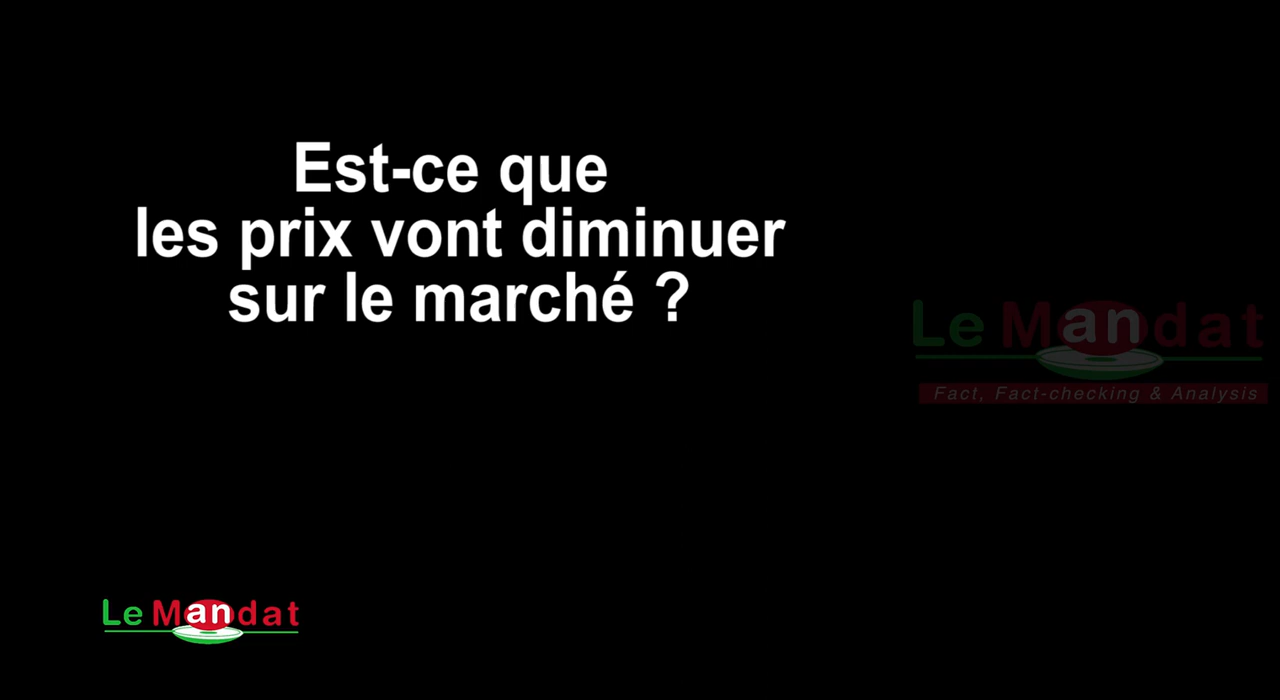 Est-ce que
les prix vont diminuer
sur le marché ?
Le Mandat
Fact, Fact-checking & Analysis
Le Mandat